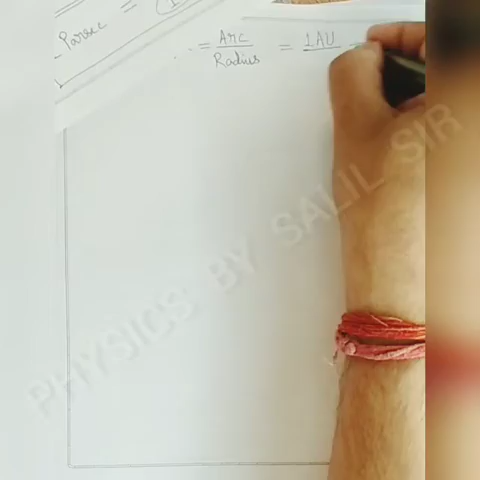 Parsec =
= Arc / Radius = 1AU
PHYSICS BY SALIL SIR